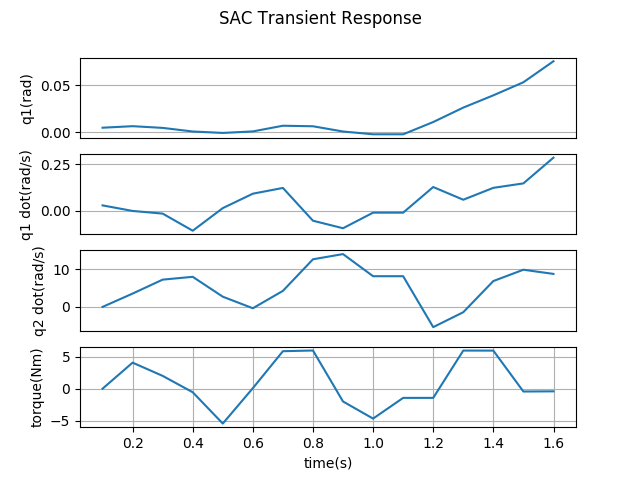 SAC Transient Response
q1(rad)
0.05
0.00
q1 dot(rad/s)
0.25
0.00
q2 dot(rad/s)
10
0
torque(Nm)
5
0
−5
0.2 0.4 0.6 0.8 1.0 1.2 1.4 1.6
time(s)